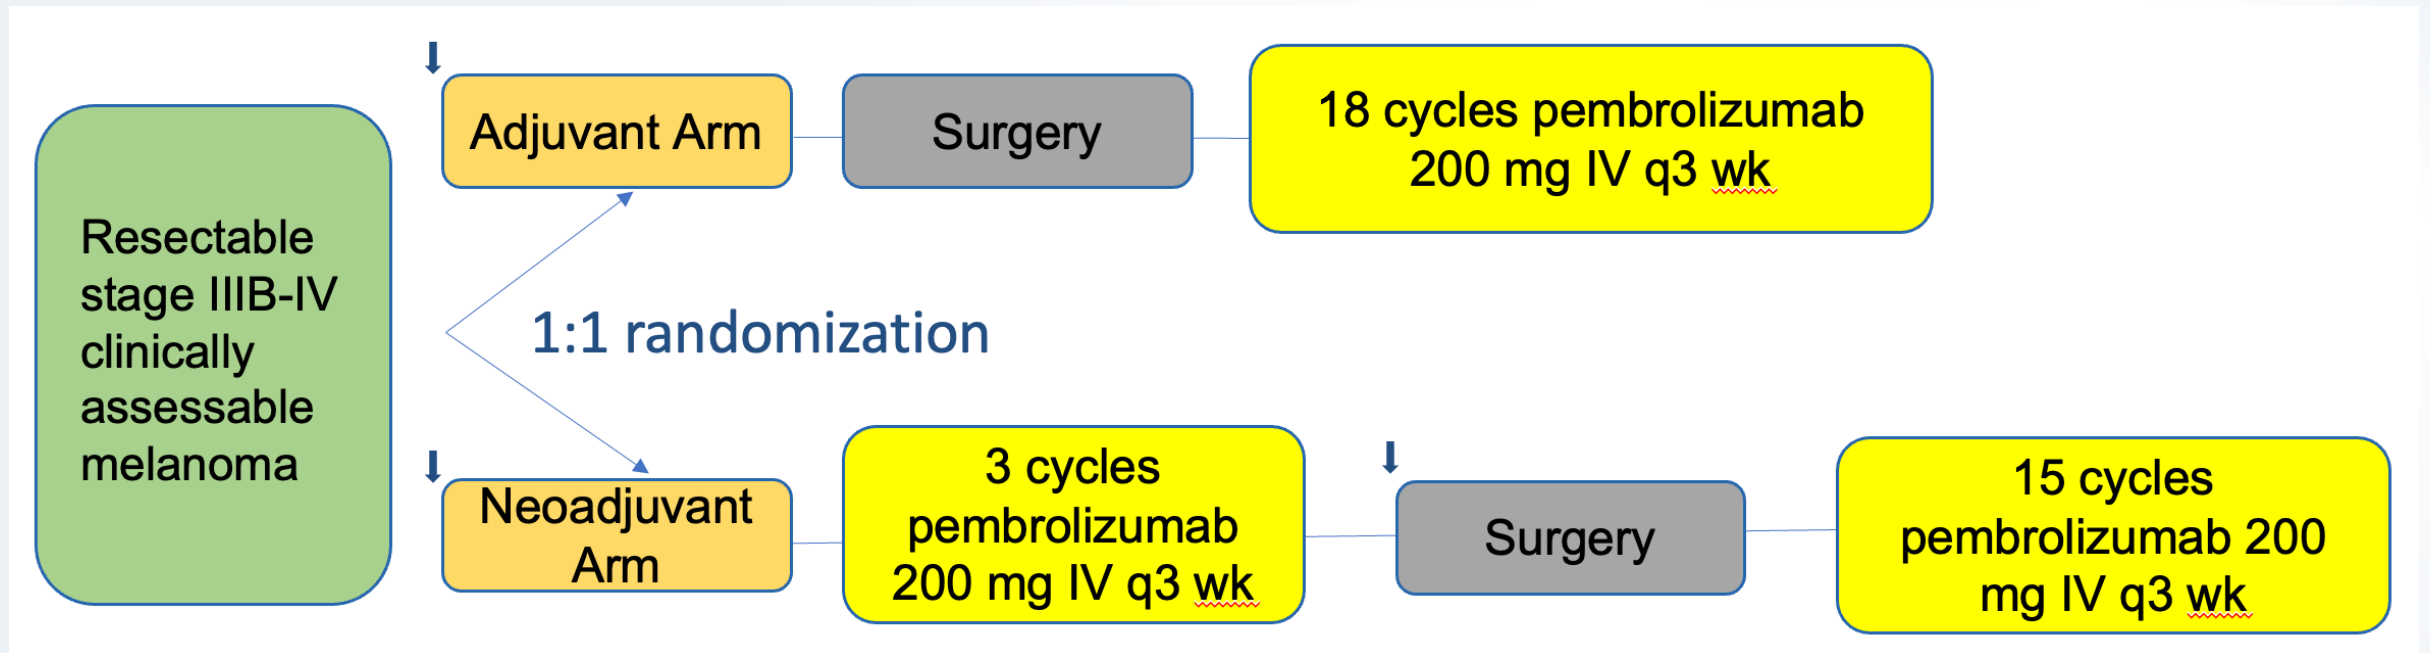 Resectable
stage IIIB-IV
clinically
assessable
melanoma
Adjuvant Arm
Surgery
18 cycles pembrolizumab
200 mg IV q3 wk
1:1 randomization
Neoadjuvant
Arm
3 cycles
pembrolizumab
200 mg IV q3 wk
Surgery
15 cycles
pembrolizumab 200
mg IV q3 wk